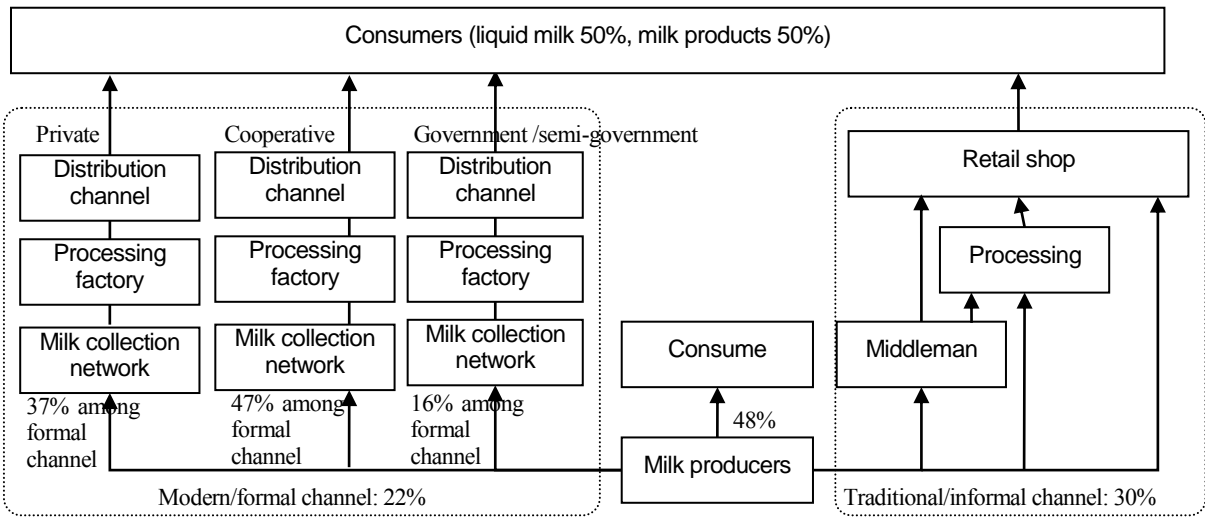 Consumers (liquid milk 50%, milk products 50%)
Private
Cooperative
Government /semi-government
Distribution
channel
Distribution
channel
Distribution
channel
Retail shop
Processing
factory
Processing
factory
Processing
factory
Processing
Milk collection
network
Milk collection
network
Milk collection
network
Consume
Middleman
37% among
formal
channel
47% among
formal
channel
16% among
formal
channel
48%
Milk producers
Modern/formal channel: 22%
Traditional/informal channel: 30%